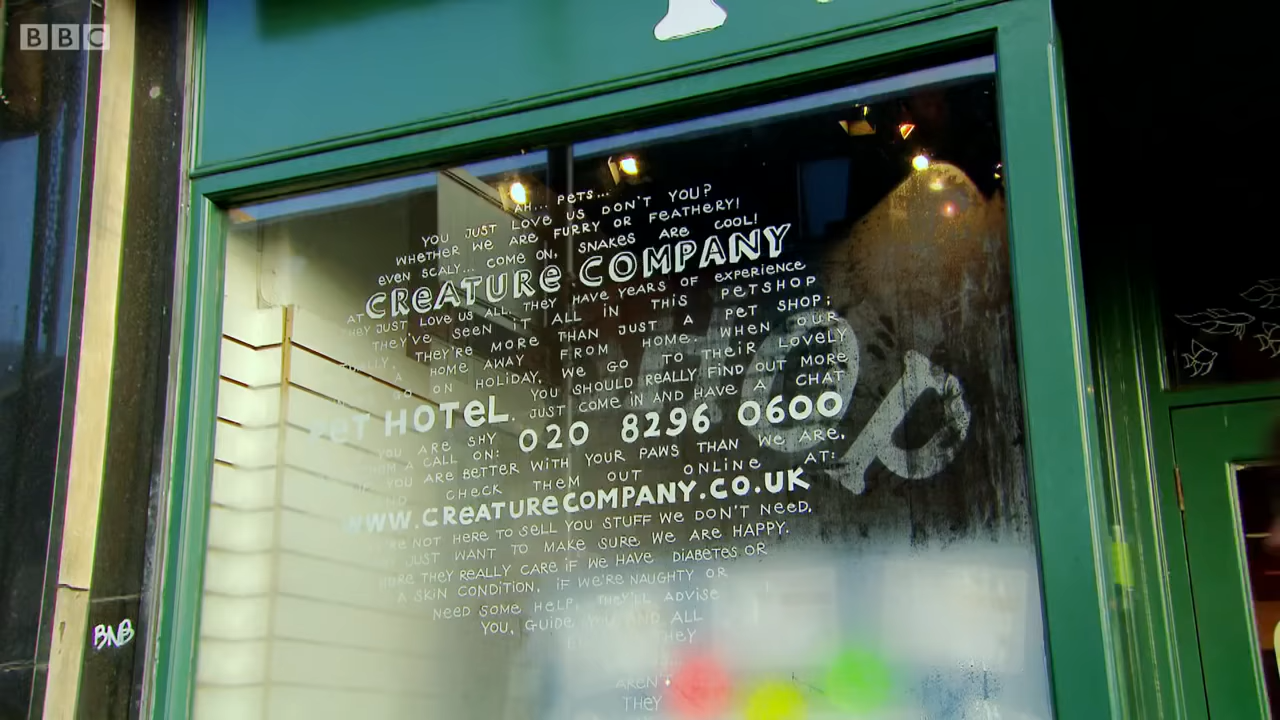 BBC
AH... PETS...
YOU JUST LOVE US DON'T YOU?
WHETHER WE ARE FURRY OR FEATHERY!
EVEN SCALY... COME ON, SNAKES ARE COOL!
AT CREATURE COMPANY
THEY JUST LOVE US ALL. THEY HAVE YEARS OF EXPERIENCE
THEY'VE SEEN IT ALL IN THIS PETSHOP
THEY'RE MORE THAN JUST A PET SHOP;
A HOME AWAY FROM HOME. WHEN OUR
GO ON HOLIDAY, WE GO TO THEIR LOVELY
PET HOTEL. YOU SHOULD REALLY FIND OUT MORE
JUST COME IN AND HAVE A CHAT
YOU ARE SHY
A CALL ON: 020 8296 0600
YOU ARE BETTER WITH YOUR PAWS THAN WE ARE,
CHECK THEM OUT ONLINE AT:
WWW.CREATURECOMPANY.CO.UK
NOT HERE TO SELL YOU STUFF WE DON'T NEED.
JUST WANT TO MAKE SURE WE ARE HAPPY.
THEY REALLY CARE IF WE HAVE DIABETES OR
A SKIN CONDITION. IF WE'RE NAUGHTY OR
NEED SOME HELP, THEY'LL ADVISE
YOU, GUIDE YOU AND ALL
THEY
AREN'
THEY
BNB